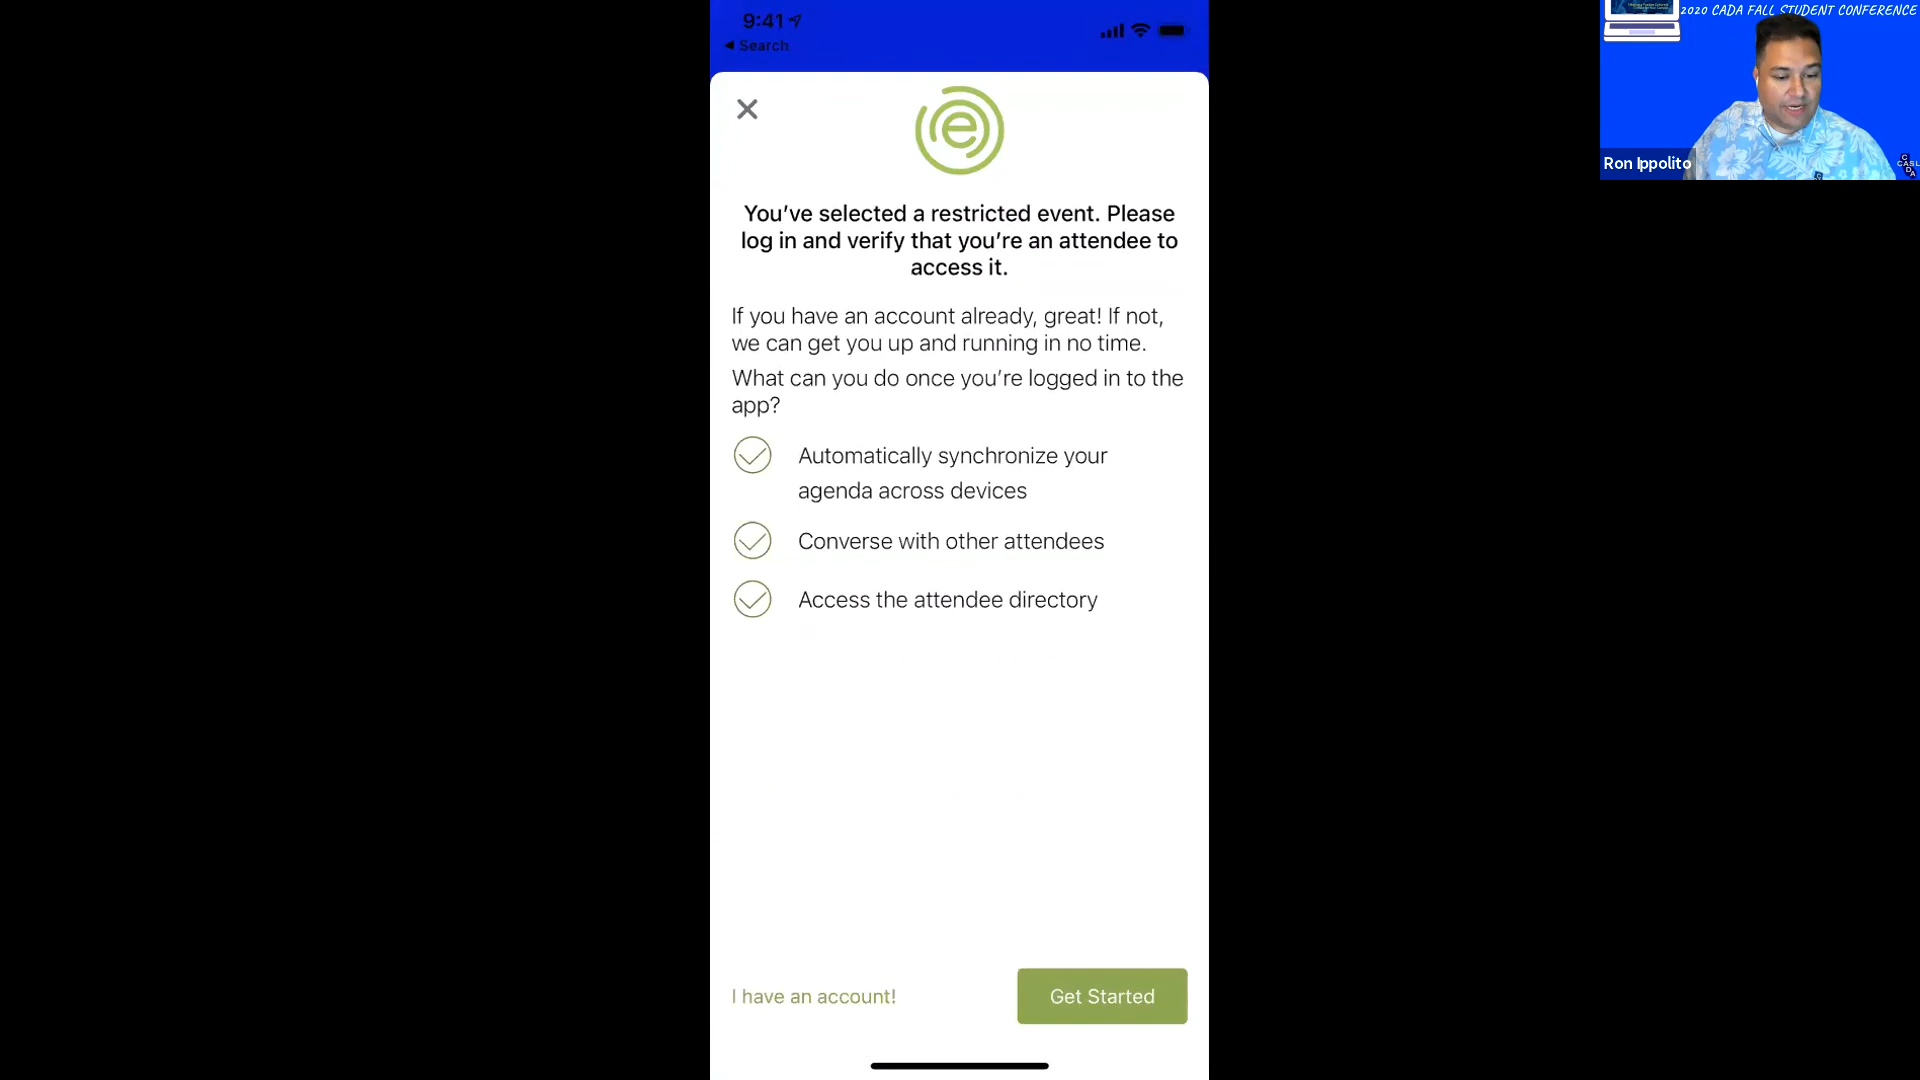 9:41
◀ Search
You've selected a restricted event. Please
log in and verify that you're an attendee to
access it.
If you have an account already, great! If not,
we can get you up and running in no time.
What can you do once you're logged in to the
app?
Automatically synchronize your
agenda across devices
Converse with other attendees
Access the attendee directory
I have an account!
Get Started
2020 CADA FALL STUDENT CONFERENCE
Ron Ippolito